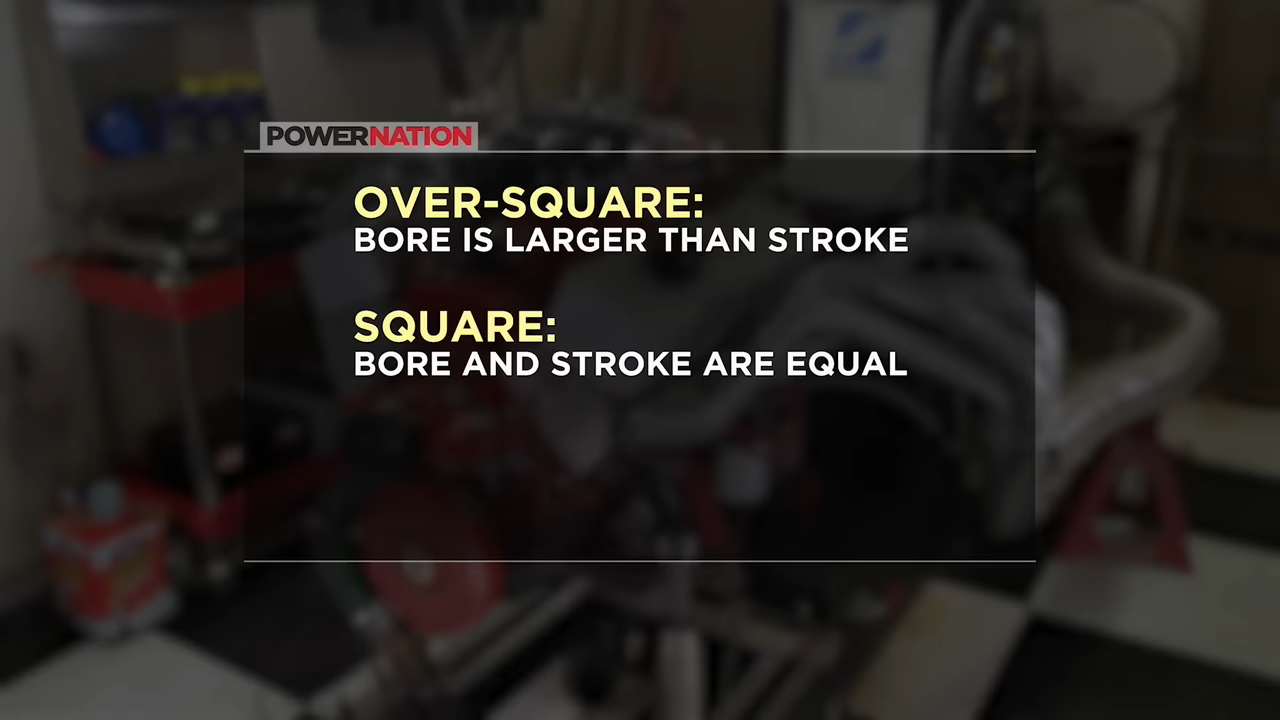 POWERNATION
OVER-SQUARE:
BORE IS LARGER THAN STROKE
SQUARE:
BORE AND STROKE ARE EQUAL